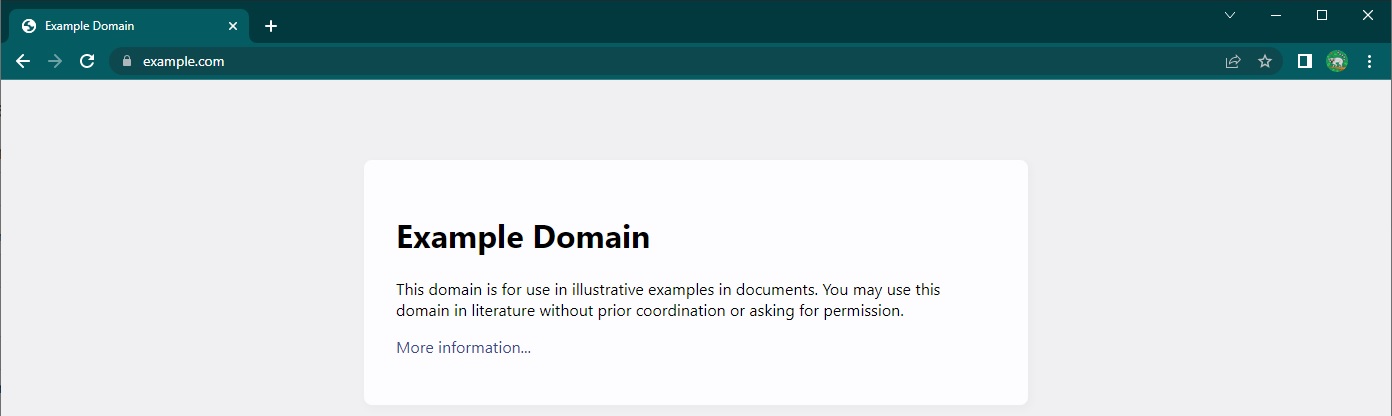 Example Domain
example.com
Example Domain
This domain is for use in illustrative examples in documents. You may use this
domain in literature without prior coordination or asking for permission.
More information...